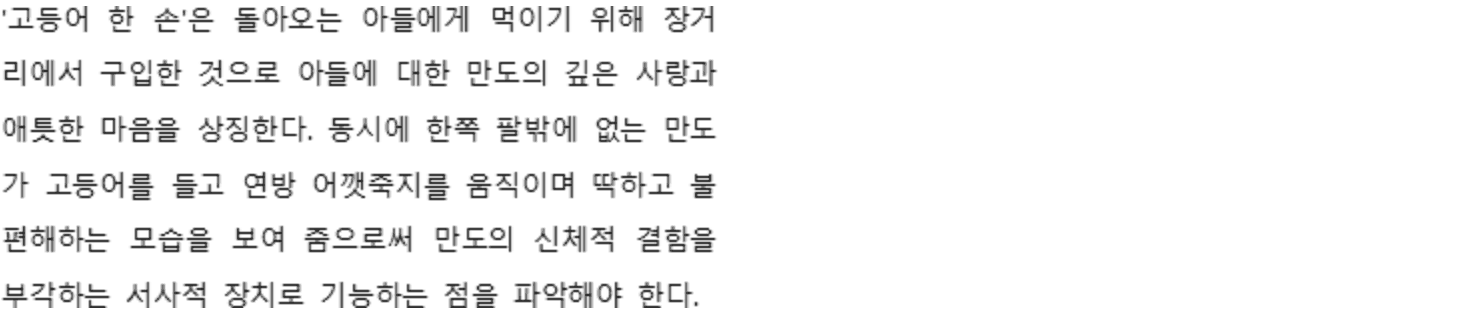 '고등어 한 손'은 돌아오는 아들에게 먹이기 위해 장거
리에서 구입한 것으로 아들에 대한 만도의 깊은 사랑과
애틋한 마음을 상징한다. 동시에 한쪽 팔밖에 없는 만도
가 고등어를 들고 연방 어깻죽지를 움직이며 딱하고 불
편해하는 모습을 보여 줌으로써 만도의 신체적 결함을
부각하는 서사적 장치로 기능하는 점을 파악해야 한다.